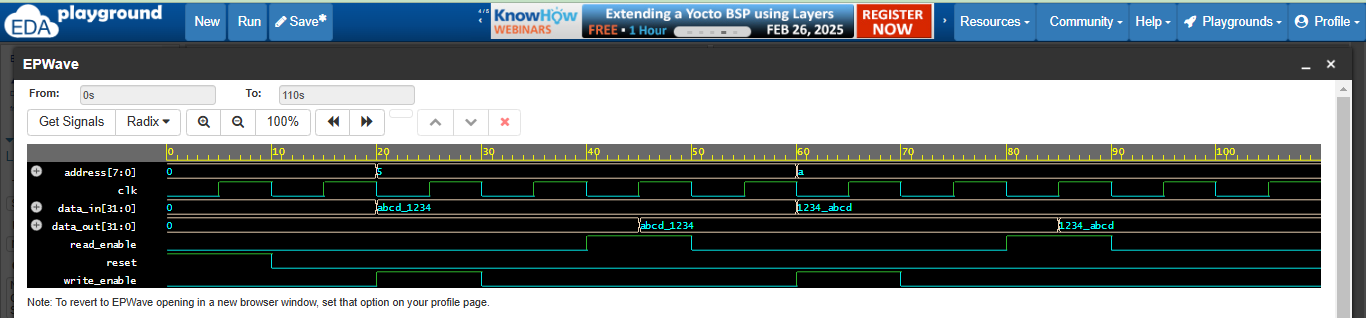 EDA playground New Run Save* 4/5 ‹ KnowHow WEBINARS Extending a Yocto BSP using Layers FREE • 1 Hour FEB 26, 2025 REGISTER NOW › Resources Community Help Playgrounds Profile
EPWave
From: 0s To: 110s
Get Signals Radix 100%
0 10 20 30 40 50 60 70 80 90 100
address[7:0] 0 5 a
clk
data_in[31:0] 0 abcd_1234 1234_abcd
data_out[31:0] 0 abcd_1234 1234_abcd
read_enable
reset
write_enable
Note: To revert to EPWave opening in a new browser window, set that option on your profile page.